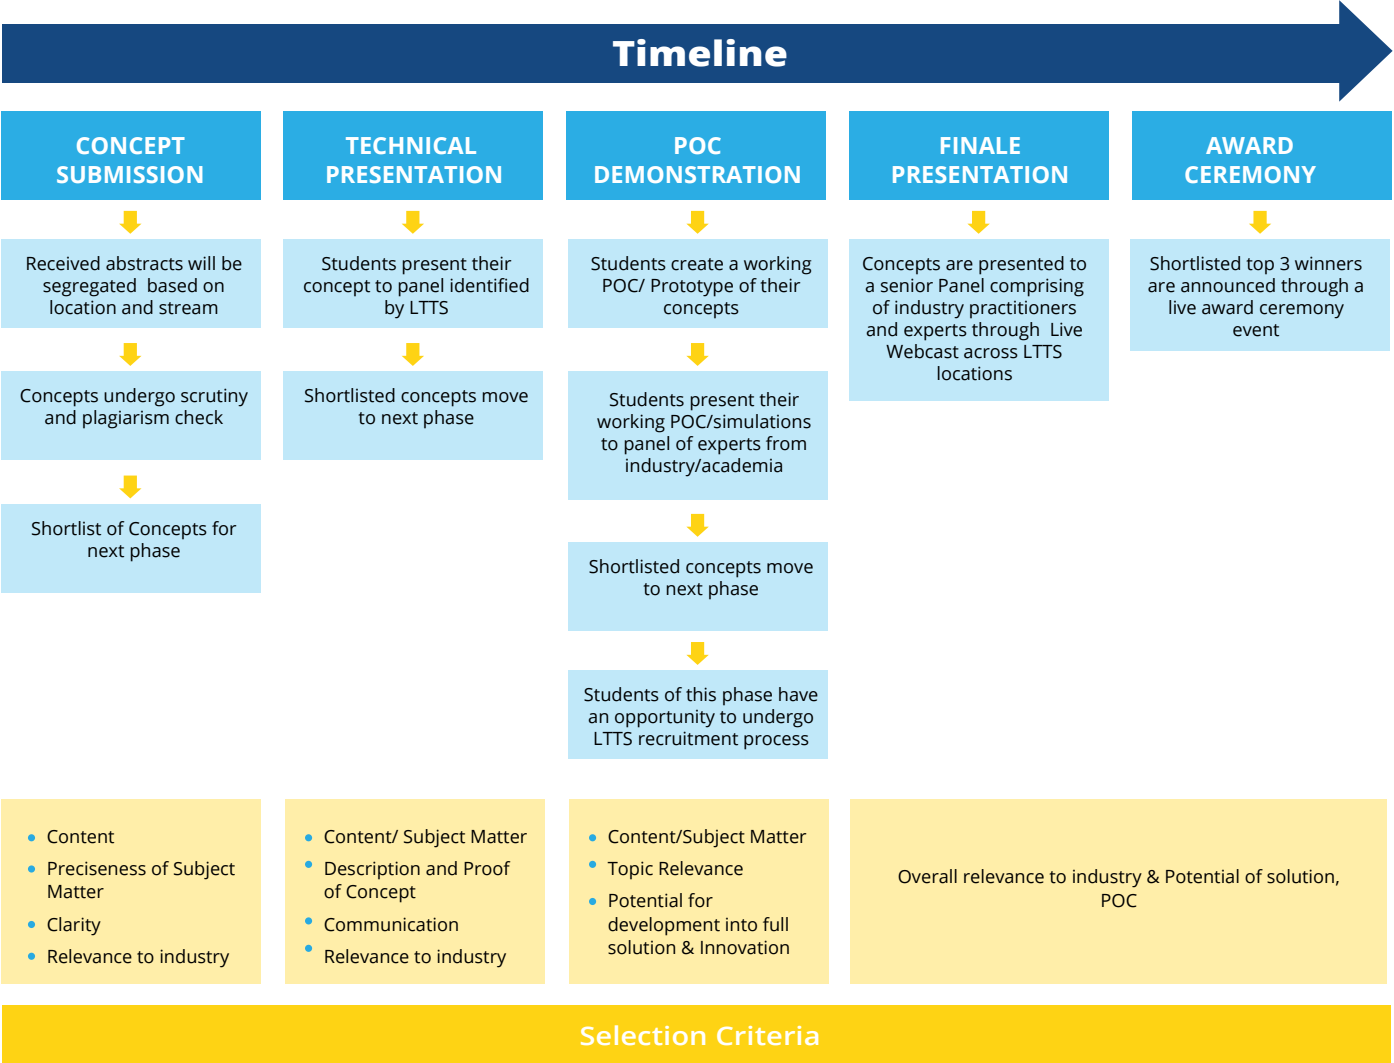 Timeline
CONCEPT
SUBMISSION
Received abstracts will be
segregated based on
location and stream
Concepts undergo scrutiny
and plagiarism check
Shortlist of Concepts for
next phase
TECHNICAL
PRESENTATION
Students present their
concept to panel identified
by LTTS
Shortlisted concepts move
to next phase
POC
DEMONSTRATION
Students create a working
POC/ Prototype of their
concepts
Students present their
working POC/simulations
to panel of experts from
industry/academia
Shortlisted concepts move
to next phase
Students of this phase have
an opportunity to undergo
LTTS recruitment process
FINALE
PRESENTATION
Concepts are presented to
a senior Panel comprising
of industry practitioners
and experts through Live
Webcast across LTTS
locations
AWARD
CEREMONY
Shortlisted top 3 winners
are announced through a
live award ceremony
event
• Content
• Preciseness of Subject
Matter
• Clarity
• Relevance to industry
• Content/ Subject Matter
• Description and Proof
of Concept
• Communication
• Relevance to industry
• Content/Subject Matter
• Topic Relevance
• Potential for
development into full
solution & Innovation
Overall relevance to industry & Potential of solution,
POC
Selection Criteria